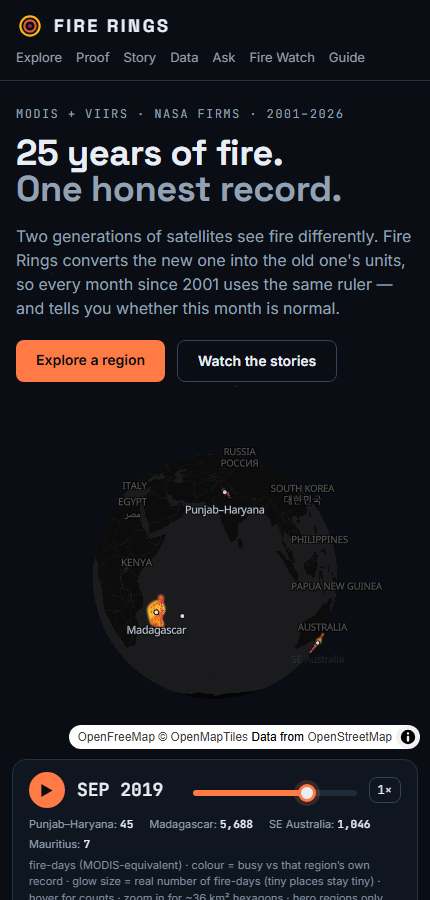 FIRE RINGS
Explore Proof Story Data Ask Fire Watch Guide
MODIS + VIIRS · NASA FIRMS · 2001–2026
25 years of fire.
One honest record.
Two generations of satellites see fire differently. Fire
Rings converts the new one into the old one's units,
so every month since 2001 uses the same ruler —
and tells you whether this month is normal.
Explore a region
Watch the stories
RUSSIA
РОССИЯ
ITALY
SOUTH KOREA
대한민국
EGYPT
مصر
Punjab–Haryana
PHILIPPINES
KENYA
PAPUA NEW GUINEA
Madagascar
AUSTRALIA
SE Australia
OpenFreeMap © OpenMapTiles Data from OpenStreetMap
SEP 2019
1×
Punjab–Haryana: 45 Madagascar: 5,688 SE Australia: 1,046
Mauritius: 7
fire-days (MODIS-equivalent) · colour = busy vs that region's own
record · glow size = real number of fire-days (tiny places stay tiny) ·
hover for counts · zoom in for ~36 km² hexagons · hero regions only